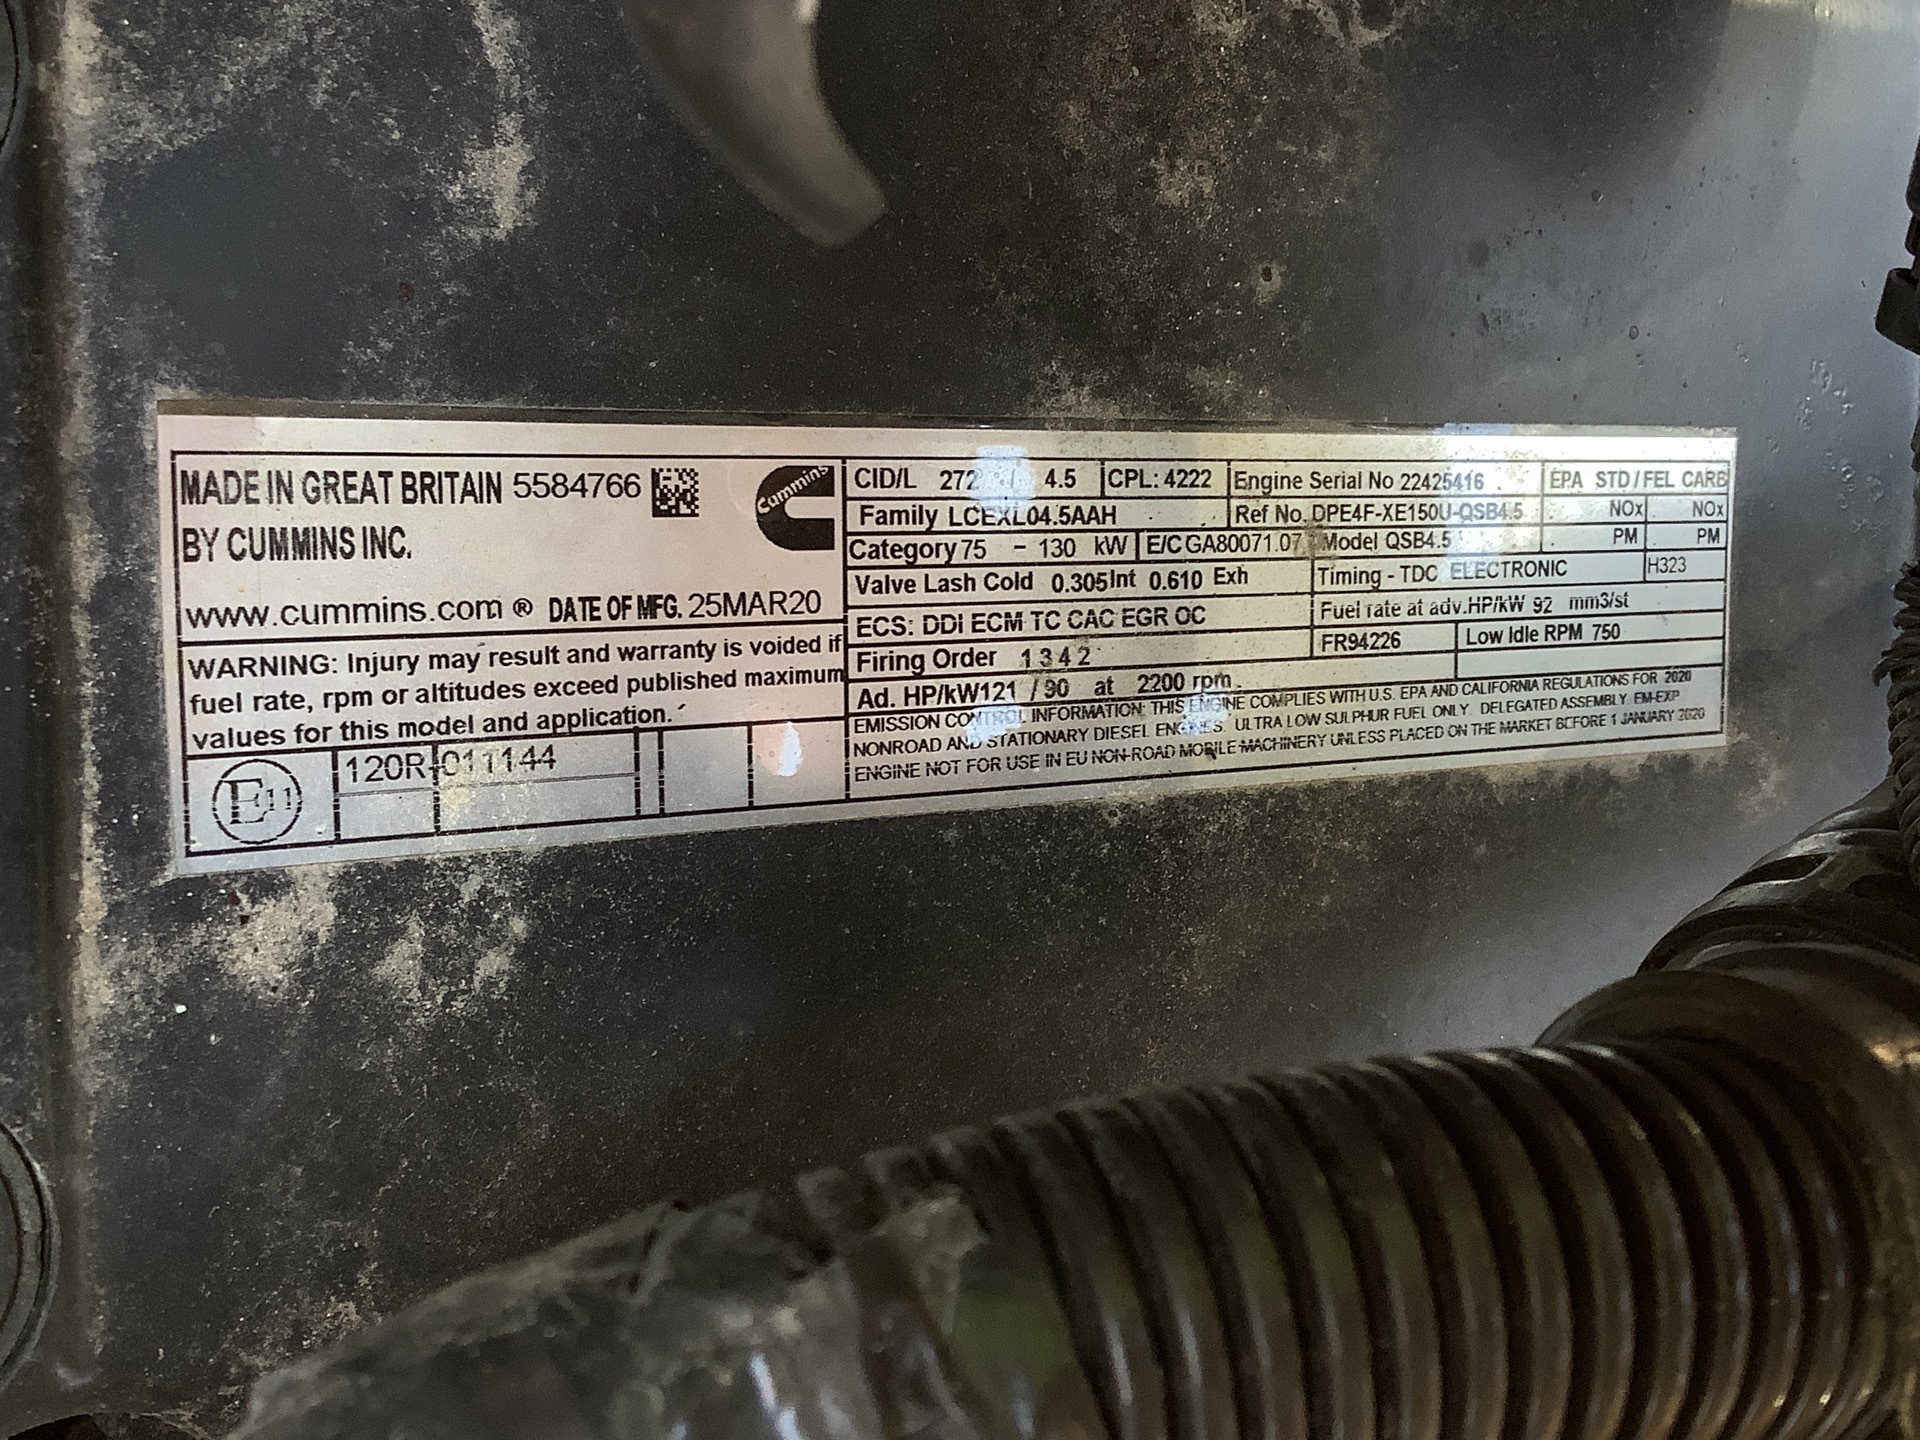 MADE IN GREAT BRITAIN 5584766
BY CUMMINS INC.
Cummins
www.cummins.com ® DATE OF MFG. 25MAR20
WARNING: Injury may result and warranty is voided if
fuel rate, rpm or altitudes exceed published maximum
values for this model and application.
E11 120R-011144
CID/L 272 / 4.5 CPL: 4222 Engine Serial No 22425416 EPA STD / FEL CARB
Family LCEXL04.5AAH Ref No. DPE4F-XE150U-QSB4.5 NOx NOx
Category 75 - 130 kW E/C GA80071.07 Model QSB4.5 PM PM
Valve Lash Cold 0.305 Int 0.610 Exh Timing - TDC ELECTRONIC H323
ECS: DDI ECM TC CAC EGR OC Fuel rate at adv.HP/kW 92 mm3/st
Firing Order 1 3 4 2 FR94226 Low Idle RPM 750
Ad. HP/kW 121 / 90 at 2200 rpm
EMISSION CONTROL INFORMATION: THIS ENGINE COMPLIES WITH U.S. EPA AND CALIFORNIA REGULATIONS FOR 2020
NONROAD AND STATIONARY DIESEL ENGINES. ULTRA LOW SULPHUR FUEL ONLY. DELEGATED ASSEMBLY. EM-EXP
ENGINE NOT FOR USE IN EU NON-ROAD MOBILE MACHINERY UNLESS PLACED ON THE MARKET BEFORE 1 JANUARY 2020